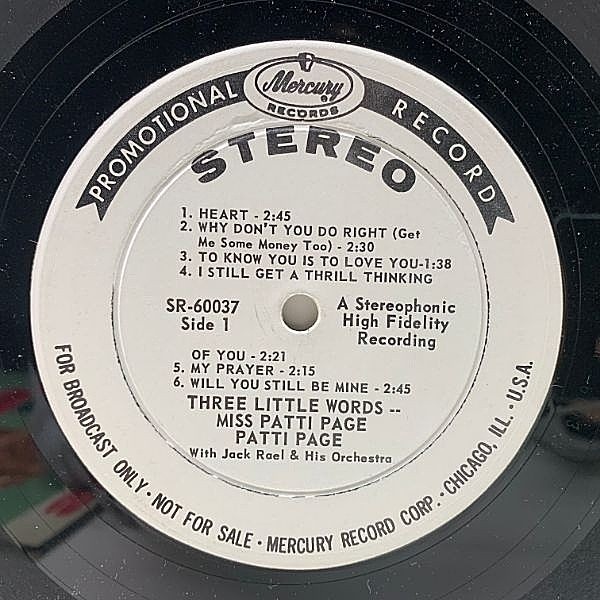 Mercury
RECORDS
PROMOTIONAL RECORD
STEREO
1. HEART - 2:45
2. WHY DON'T YOU DO RIGHT (Get
Me Some Money Too) - 2:30
3. TO KNOW YOU IS TO LOVE YOU-1:38
4. I STILL GET A THRILL THINKING
SR-60037
Side 1
A Stereophonic
High Fidelity
Recording
OF YOU - 2:21
5. MY PRAYER - 2:15
6. WILL YOU STILL BE MINE - 2:45
THREE LITTLE WORDS --
MISS PATTI PAGE
PATTI PAGE
With Jack Rael & His Orchestra
FOR BROADCAST ONLY · NOT FOR SALE · MERCURY RECORD CORP. · CHICAGO, ILL. · U.S.A.